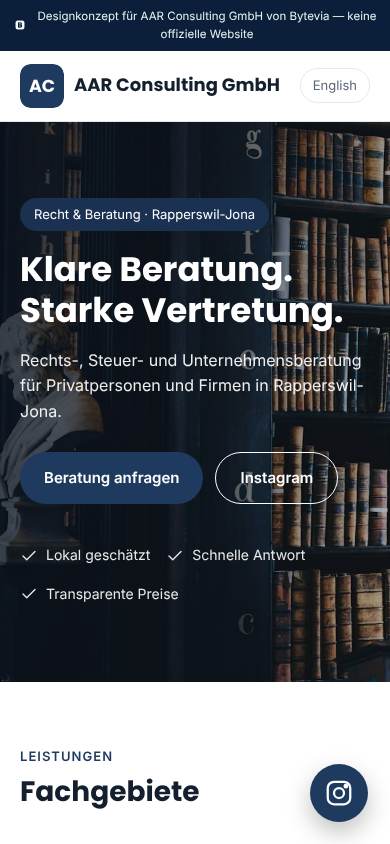 B
Designkonzept für AAR Consulting GmbH von Bytevia — keine
offizielle Website
AC
AAR Consulting GmbH
English
k
g
i
Recht & Beratung · Rapperswil-Jona
h
f
Klare Beratung.
Starke Vertretung.
e
Rechts-, Steuer- und Unternehmensberatung
für Privatpersonen und Firmen in Rapperswil-
Jona.
Beratung anfragen
Instagram
d
Lokal geschätzt
Schnelle Antwort
Transparente Preise
c
LEISTUNGEN
Fachgebiete